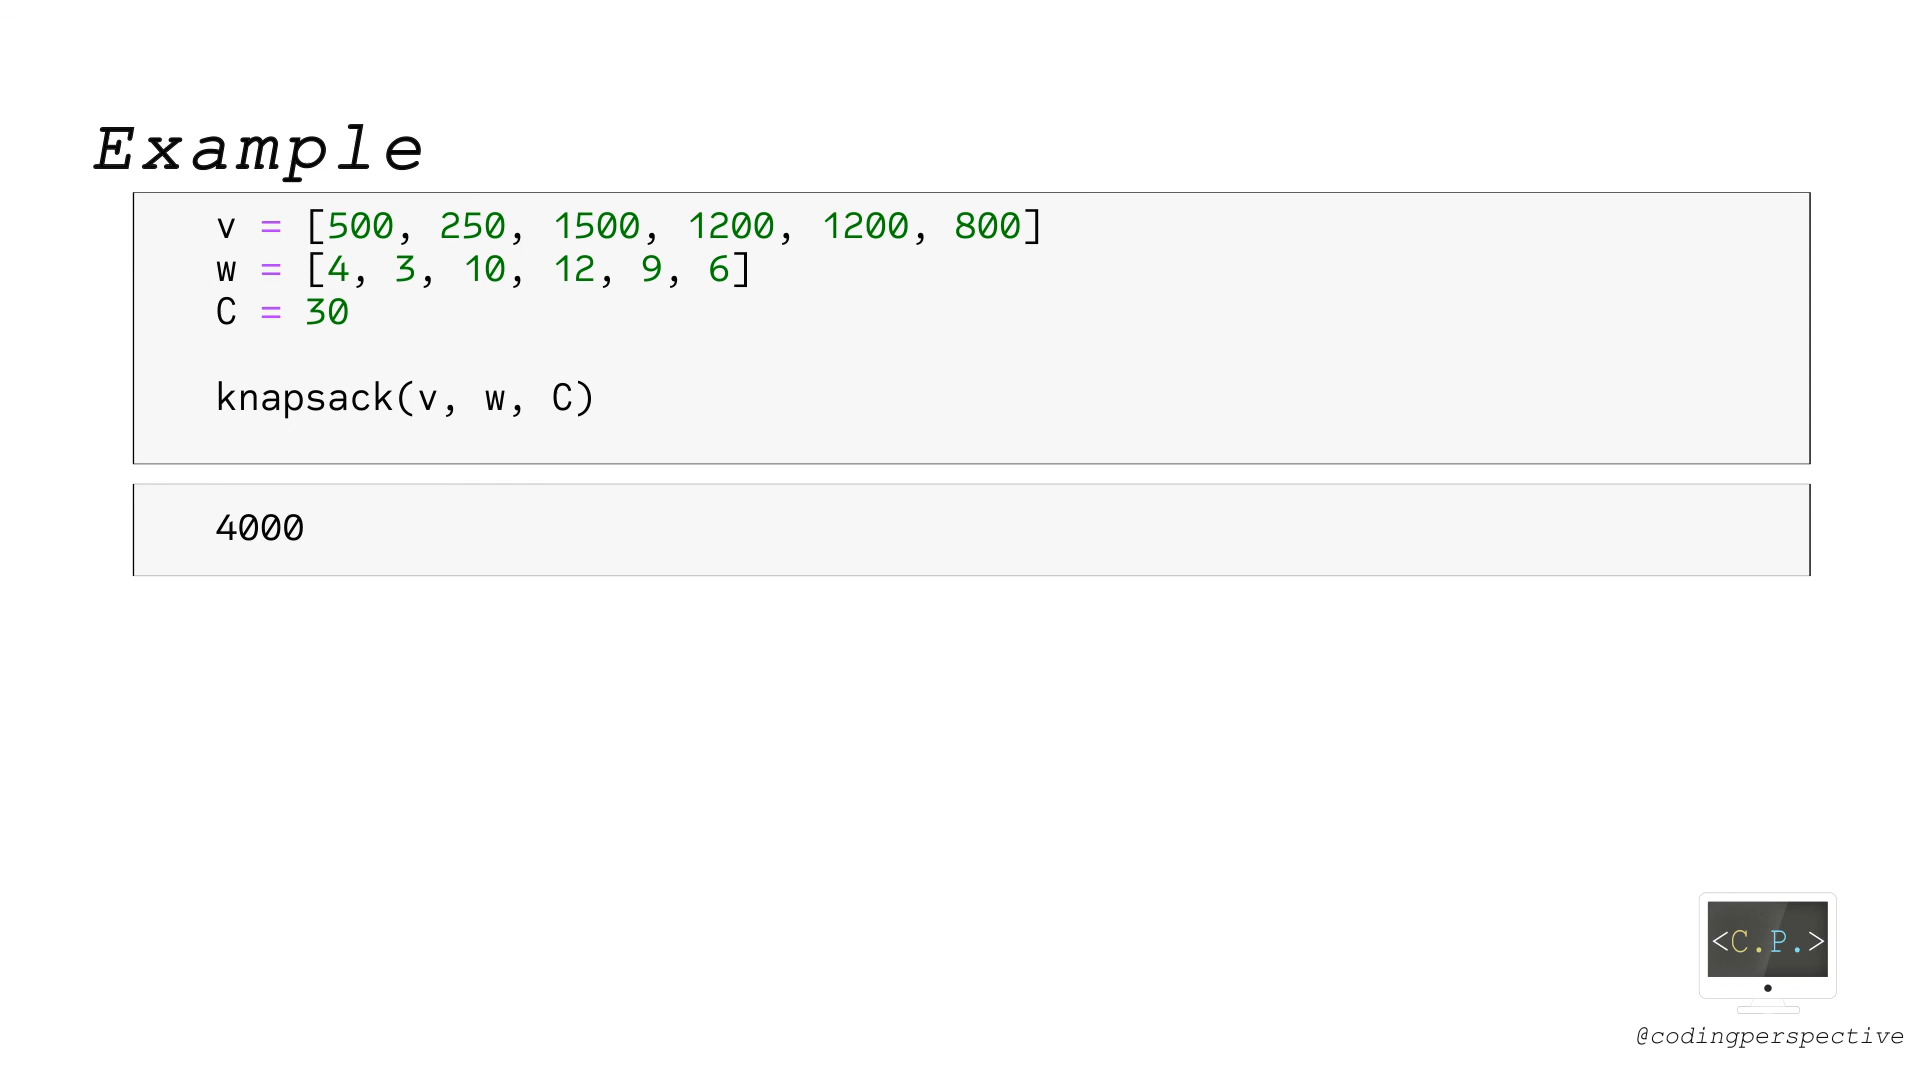 Example
v = [500, 250, 1500, 1200, 1200, 800]
w = [4, 3, 10, 12, 9, 6]
C = 30
knapsack(v, w, C)
4000
<C.P.>
@codingperspective